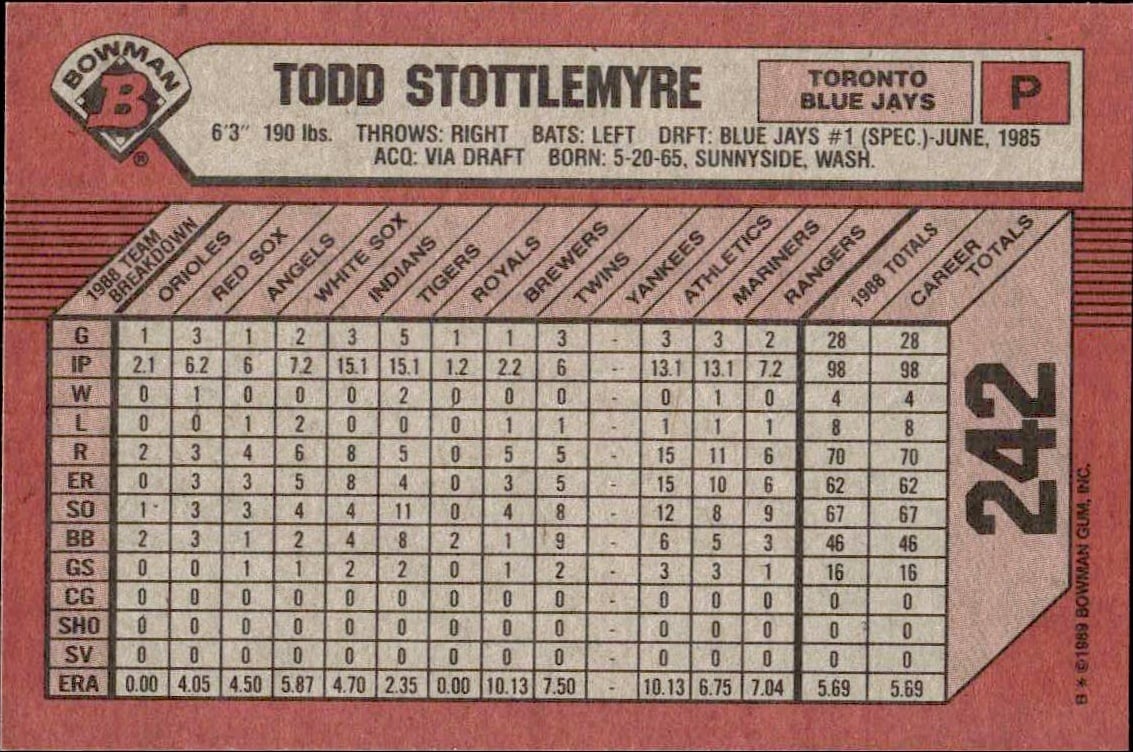 BOWMAN
B
®
TODD STOTTLEMYRE
TORONTO
BLUE JAYS
P
6'3" 190 lbs. THROWS: RIGHT BATS: LEFT DRFT: BLUE JAYS #1 (SPEC.)-JUNE, 1985
ACQ: VIA DRAFT BORN: 5-20-65, SUNNYSIDE, WASH.
1988 TEAM BREAKDOWN ORIOLES RED SOX ANGELS WHITE SOX INDIANS TIGERS ROYALS BREWERS TWINS YANKEES ATHLETICS MARINERS RANGERS 1988 TOTALS CAREER TOTALS
G 1 3 1 2 3 5 1 1 3 - 3 3 2 28 28
IP 2.1 6.2 6 7.2 15.1 15.1 1.2 2.2 6 - 13.1 13.1 7.2 98 98
W 0 1 0 0 0 2 0 0 0 - 0 1 0 4 4
L 0 0 1 2 0 0 0 1 1 - 1 1 1 8 8
R 2 3 4 6 8 5 0 5 5 - 15 11 6 70 70
ER 0 3 3 5 8 4 0 3 5 - 15 10 6 62 62
SO 1 3 3 4 4 11 0 4 8 - 12 8 9 67 67
BB 2 3 1 2 4 8 2 1 9 - 6 5 3 46 46
GS 0 0 1 1 2 2 0 1 2 - 3 3 1 16 16
CG 0 0 0 0 0 0 0 0 0 - 0 0 0 0 0
SHO 0 0 0 0 0 0 0 0 0 - 0 0 0 0 0
SV 0 0 0 0 0 0 0 0 0 - 0 0 0 0 0
ERA 0.00 4.05 4.50 5.87 4.70 2.35 0.00 10.13 7.50 - 10.13 6.75 7.04 5.69 5.69
242
B * ©1989 BOWMAN GUM, INC.